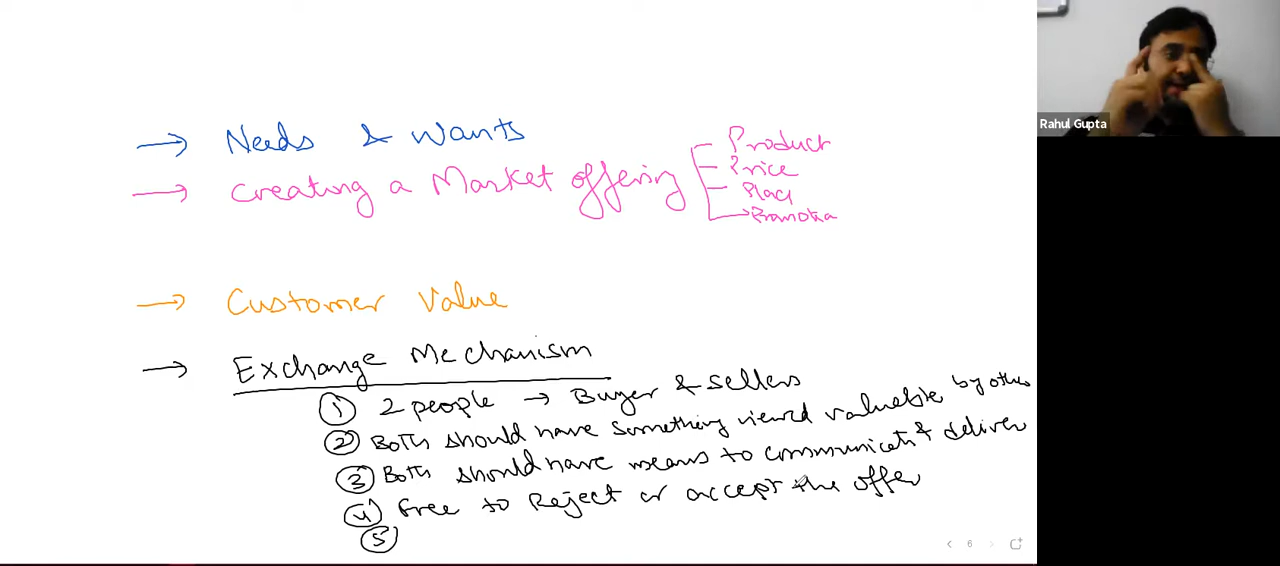 → Needs & Wants
→ Creating a Market offering
Product
Price
Place
Promotion
→ Customer Value
→ Exchange Mechanism
① 2 people → Buyer & sellers
② Both should have something viewed valuable by other
③ Both should have means to communicate & deliver
④ Free to Reject or accept the offer
⑤
Rahul Gupta
6